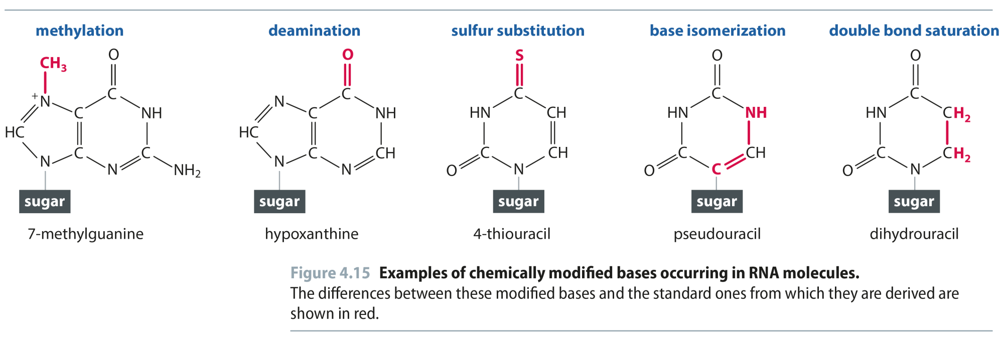 methylation deamination sulfur substitution base isomerization double bond saturation
O O S O O
CH₃
⁺N C N C C C C
C NH C NH HN CH HN NH HN CH₂
HC HC
N C C N C CH C CH C CH C CH₂
N NH₂ N O N O C O N
sugar sugar sugar sugar sugar
7-methylguanine hypoxanthine 4-thiouracil pseudouracil dihydrouracil
Figure 4.15 Examples of chemically modified bases occurring in RNA molecules.
The differences between these modified bases and the standard ones from which they are derived are
shown in red.